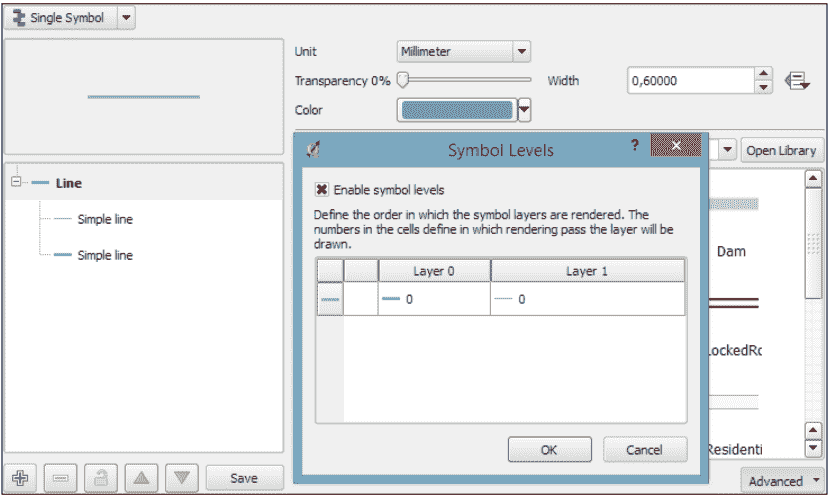 Single Symbol
Unit
Millimeter
Transparency 0%
Width
0,60000
Color
Symbol Levels
?
Open Library
Line
Simple line
Simple line
Enable symbol levels
Define the order in which the symbol layers are rendered. The
numbers in the cells define in which rendering pass the layer will be
drawn.
Layer 0
Layer 1
0
0
Dam
ockedRo
Residenti
OK
Cancel
Save
Advanced